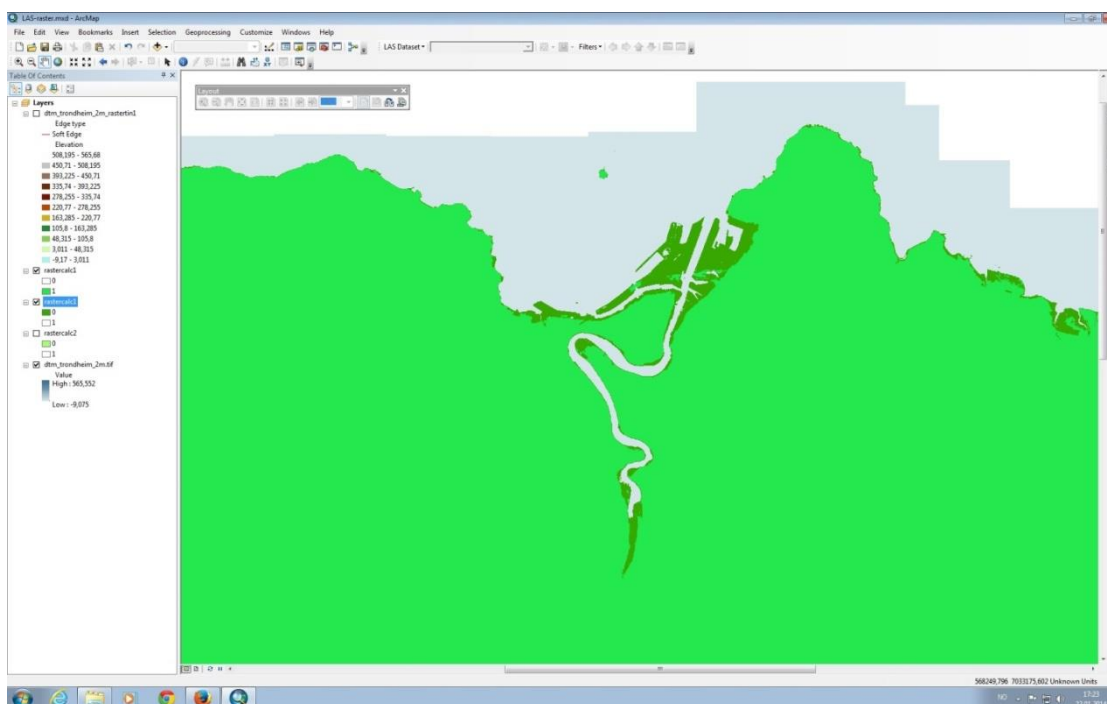 LAS-raster.mxd - ArcMap
File Edit View Bookmarks Insert Selection Geoprocessing Customize Windows Help
LAS Dataset
Filters
Table Of Contents
Layout
Layers
dtm_trondheim_2m_rastertin1
Edge type
Soft Edge
Elevation
508,195 - 565,68
450,71 - 508,195
393,225 - 450,71
335,74 - 393,225
278,255 - 335,74
220,77 - 278,255
163,285 - 220,77
105,8 - 163,285
48,315 - 105,8
3,011 - 48,315
-9,17 - 3,011
rastercalc1
0
1
rastercalc1
0
1
rastercalc2
0
1
dtm_trondheim_2m.tif
Value
High : 565,552
Low : -9,075
568249,796 7033175,602 Unknown Units
NO
17:25